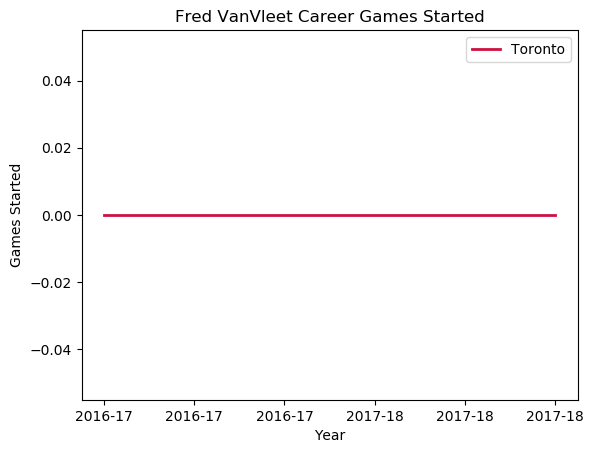 Fred VanVleet Career Games Started
Toronto
0.04
0.02
0.00
−0.02
−0.04
Games Started
2016-17 2016-17 2016-17 2017-18 2017-18 2017-18
Year